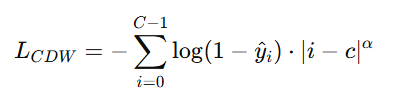 $$L_{CDW} = -\sum_{i=0}^{C-1} \log(1 - \hat{y}_i) \cdot |i - c|^{\alpha}$$